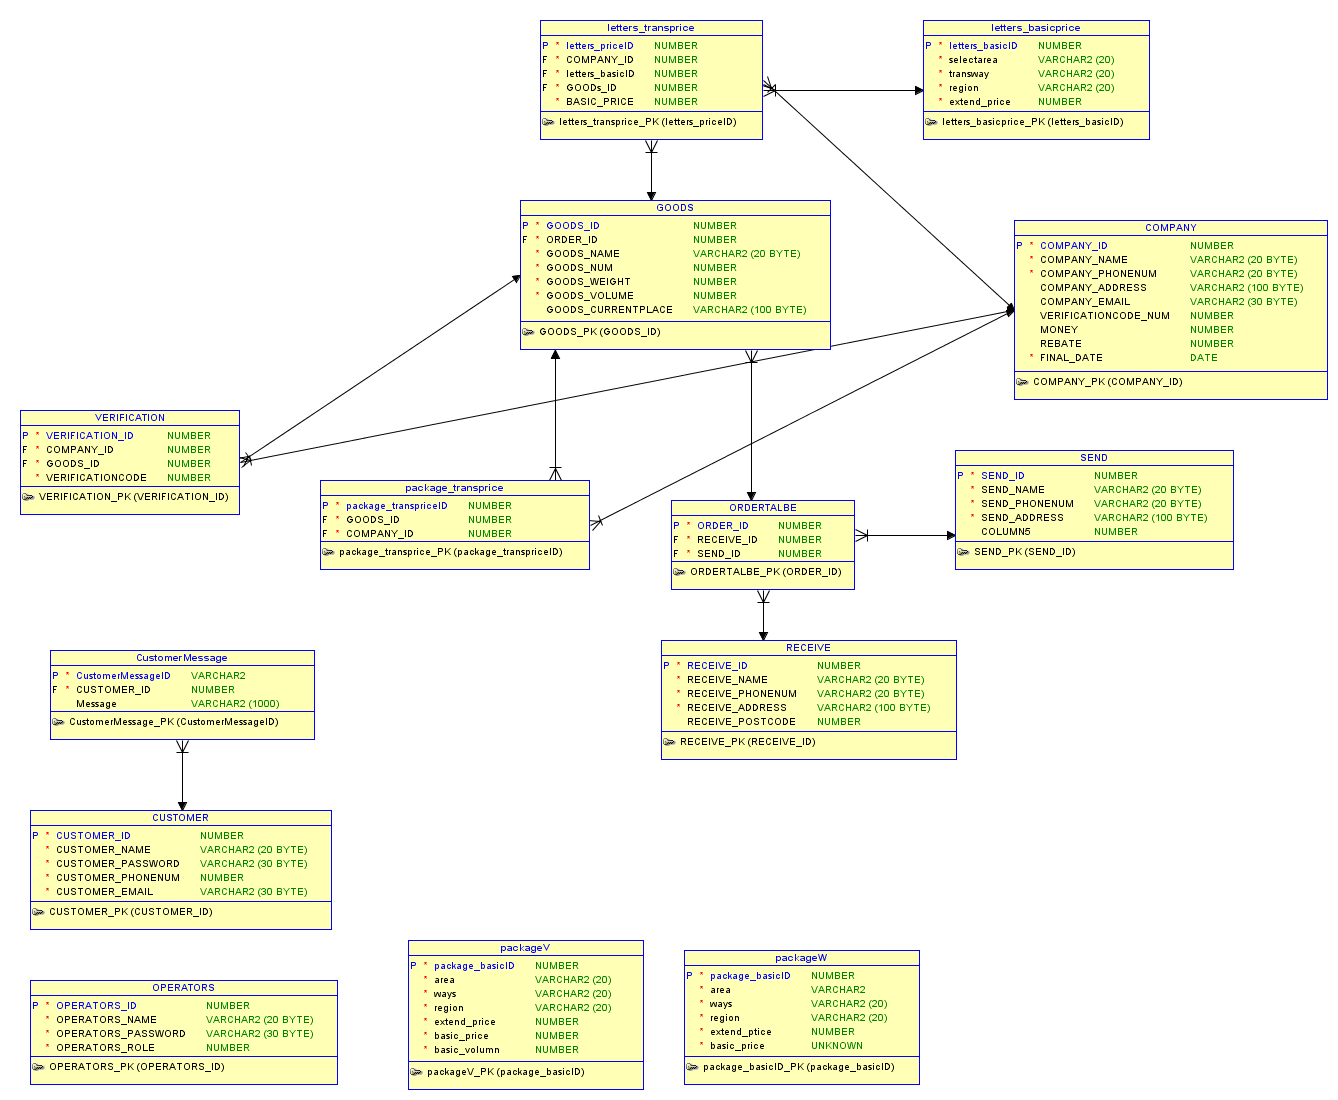 letters_transprice
P * letters_priceID NUMBER
F * COMPANY_ID NUMBER
F * letters_basicID NUMBER
F * GOODs_ID NUMBER
* BASIC_PRICE NUMBER
letters_transprice_PK (letters_priceID)
letters_basicprice
P * letters_basicID NUMBER
* selectarea VARCHAR2 (20)
* transway VARCHAR2 (20)
* region VARCHAR2 (20)
* extend_price NUMBER
letters_basicprice_PK (letters_basicID)
GOODS
P * GOODS_ID NUMBER
F * ORDER_ID NUMBER
* GOODS_NAME VARCHAR2 (20 BYTE)
* GOODS_NUM NUMBER
* GOODS_WEIGHT NUMBER
* GOODS_VOLUME NUMBER
GOODS_CURRENTPLACE VARCHAR2 (100 BYTE)
GOODS_PK (GOODS_ID)
COMPANY
P * COMPANY_ID NUMBER
* COMPANY_NAME VARCHAR2 (20 BYTE)
* COMPANY_PHONENUM VARCHAR2 (20 BYTE)
COMPANY_ADDRESS VARCHAR2 (100 BYTE)
COMPANY_EMAIL VARCHAR2 (30 BYTE)
VERIFICATIONCODE_NUM NUMBER
MONEY NUMBER
REBATE NUMBER
* FINAL_DATE DATE
COMPANY_PK (COMPANY_ID)
VERIFICATION
P * VERIFICATION_ID NUMBER
F * COMPANY_ID NUMBER
F * GOODS_ID NUMBER
* VERIFICATIONCODE NUMBER
VERIFICATION_PK (VERIFICATION_ID)
package_transprice
P * package_transpriceID NUMBER
F * GOODS_ID NUMBER
F * COMPANY_ID NUMBER
package_transprice_PK (package_transpriceID)
ORDERTALBE
P * ORDER_ID NUMBER
F * RECEIVE_ID NUMBER
F * SEND_ID NUMBER
ORDERTALBE_PK (ORDER_ID)
SEND
P * SEND_ID NUMBER
* SEND_NAME VARCHAR2 (20 BYTE)
* SEND_PHONENUM VARCHAR2 (20 BYTE)
* SEND_ADDRESS VARCHAR2 (100 BYTE)
COLUMN5 NUMBER
SEND_PK (SEND_ID)
RECEIVE
P * RECEIVE_ID NUMBER
* RECEIVE_NAME VARCHAR2 (20 BYTE)
* RECEIVE_PHONENUM VARCHAR2 (20 BYTE)
* RECEIVE_ADDRESS VARCHAR2 (100 BYTE)
RECEIVE_POSTCODE NUMBER
RECEIVE_PK (RECEIVE_ID)
CustomerMessage
P * CustomerMessageID VARCHAR2
F * CUSTOMER_ID NUMBER
Message VARCHAR2 (1000)
CustomerMessage_PK (CustomerMessageID)
CUSTOMER
P * CUSTOMER_ID NUMBER
* CUSTOMER_NAME VARCHAR2 (20 BYTE)
* CUSTOMER_PASSWORD VARCHAR2 (30 BYTE)
* CUSTOMER_PHONENUM NUMBER
* CUSTOMER_EMAIL VARCHAR2 (30 BYTE)
CUSTOMER_PK (CUSTOMER_ID)
OPERATORS
P * OPERATORS_ID NUMBER
* OPERATORS_NAME VARCHAR2 (20 BYTE)
* OPERATORS_PASSWORD VARCHAR2 (30 BYTE)
* OPERATORS_ROLE NUMBER
OPERATORS_PK (OPERATORS_ID)
packageV
P * package_basicID NUMBER
* area VARCHAR2 (20)
* ways VARCHAR2 (20)
* region VARCHAR2 (20)
* extend_price NUMBER
* basic_price NUMBER
* basic_volumn NUMBER
packageV_PK (package_basicID)
packageW
P * package_basicID NUMBER
* area VARCHAR2
* ways VARCHAR2 (20)
* region VARCHAR2 (20)
* extend_ptice NUMBER
* basic_price UNKNOWN
package_basicID_PK (package_basicID)